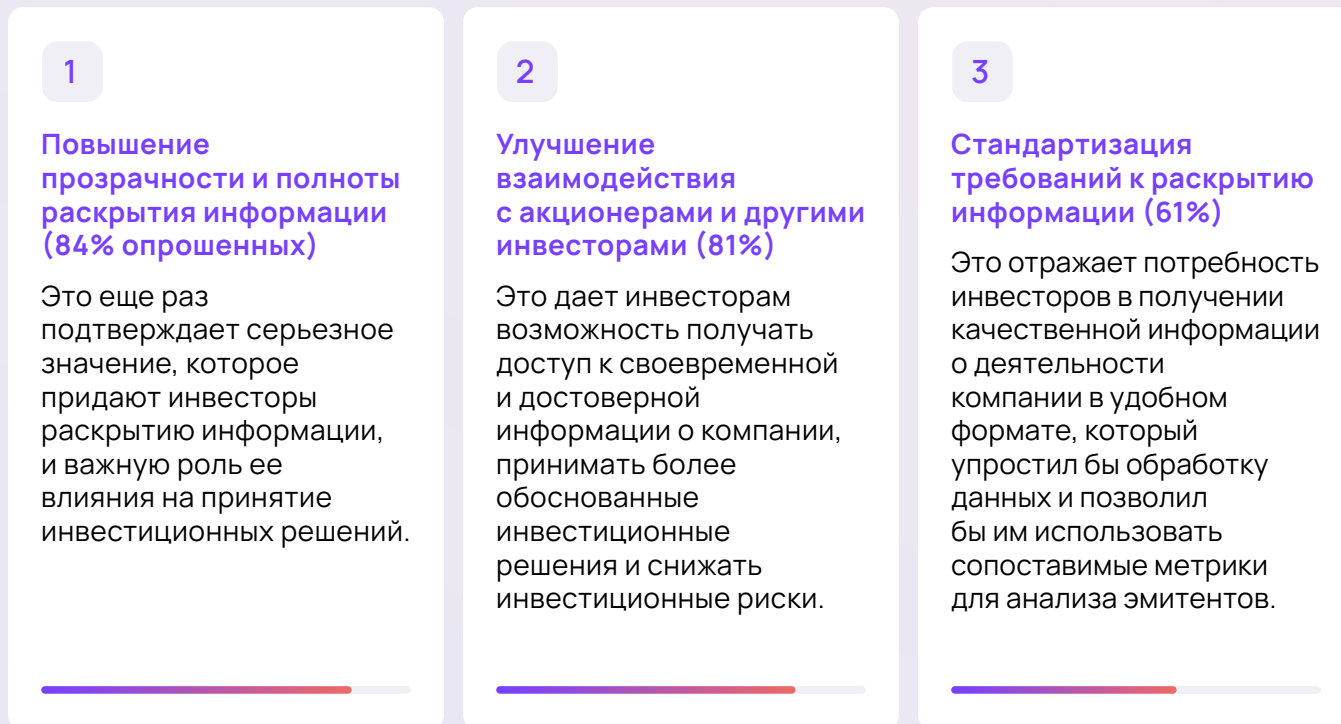 1
Повышение
прозрачности и полноты
раскрытия информации
(84% опрошенных)
Это еще раз
подтверждает серьезное
значение, которое
придают инвесторы
раскрытию информации,
и важную роль ее
влияния на принятие
инвестиционных решений.
2
Улучшение
взаимодействия
с акционерами и другими
инвесторами (81%)
Это дает инвесторам
возможность получать
доступ к своевременной
и достоверной
информации о компании,
принимать более
обоснованные
инвестиционные
решения и снижать
инвестиционные риски.
3
Стандартизация
требований к раскрытию
информации (61%)
Это отражает потребность
инвесторов в получении
качественной информации
о деятельности
компании в удобном
формате, который
упростил бы обработку
данных и позволил
бы им использовать
сопоставимые метрики
для анализа эмитентов.